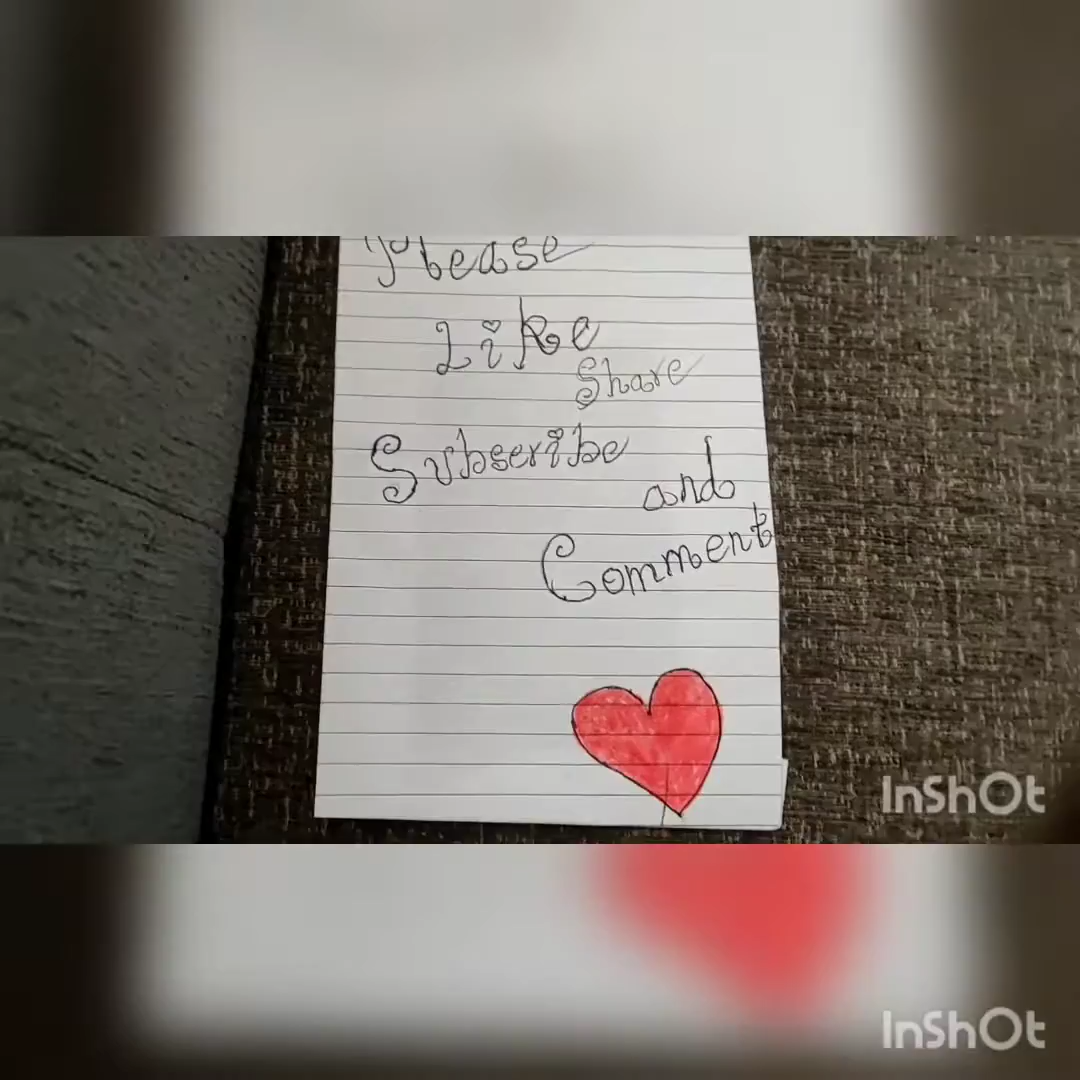 Please
Like
Share
Subscribe
and
Comment
InShOt
InShOt